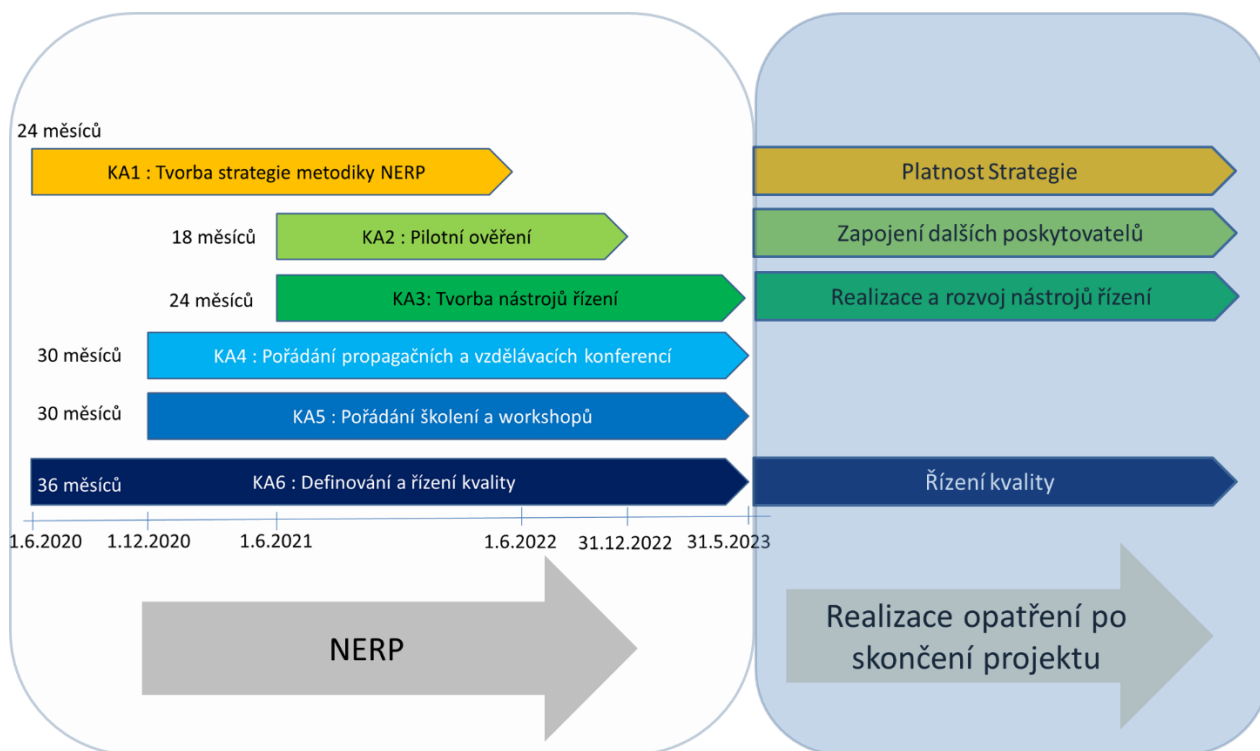 24 měsíců
KA1 : Tvorba strategie metodiky NERP
Platnost Strategie
18 měsíců
KA2 : Pilotní ověření
Zapojení dalších poskytovatelů
24 měsíců
KA3: Tvorba nástrojů řízení
Realizace a rozvoj nástrojů řízení
30 měsíců
KA4 : Pořádání propagačních a vzdělávacích konferencí
30 měsíců
KA5 : Pořádání školení a workshopů
36 měsíců
KA6 : Definování a řízení kvality
Řízení kvality
1.6.2020
1.12.2020
1.6.2021
1.6.2022
31.12.2022
31.5.2023
NERP
Realizace opatření po
skončení projektu